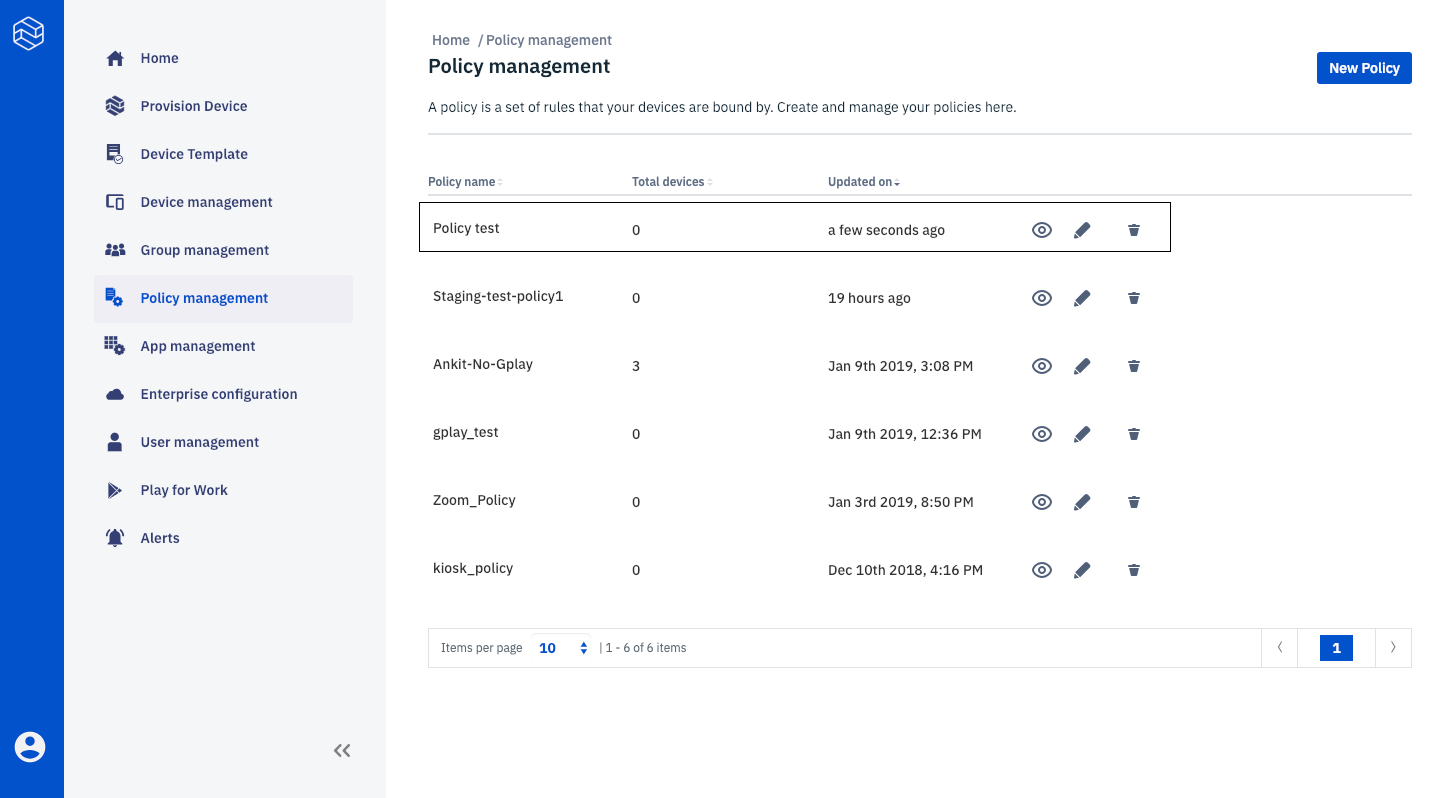 Home
Provision Device
Device Template
Device management
Group management
Policy management
App management
Enterprise configuration
User management
Play for Work
Alerts
Home / Policy management
Policy management
New Policy
A policy is a set of rules that your devices are bound by. Create and manage your policies here.
Policy name Total devices Updated on
Policy test 0 a few seconds ago
Staging-test-policy1 0 19 hours ago
Ankit-No-Gplay 3 Jan 9th 2019, 3:08 PM
gplay_test 0 Jan 9th 2019, 12:36 PM
Zoom_Policy 0 Jan 3rd 2019, 8:50 PM
kiosk_policy 0 Dec 10th 2018, 4:16 PM
Items per page 10 | 1 - 6 of 6 items 1